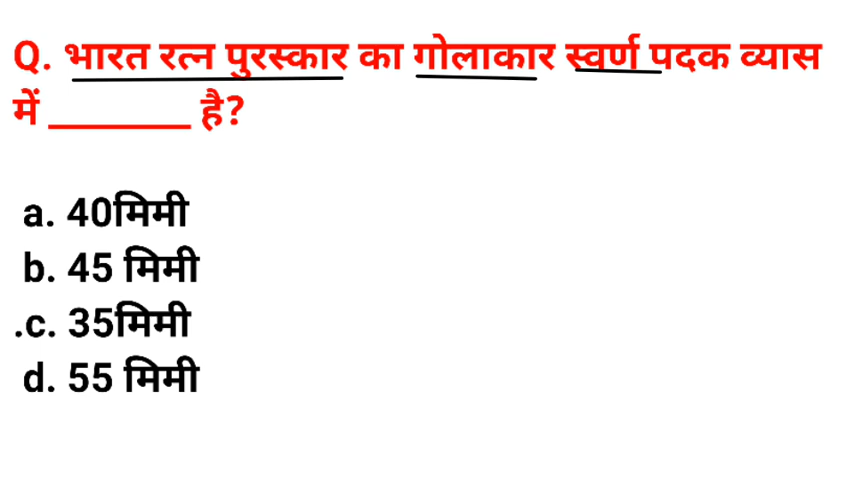 Q. भारत रत्न पुरस्कार का गोलाकार स्वर्ण पदक व्यास
में ________ है?
a. 40मिमी
b. 45 मिमी
.c. 35मिमी
d. 55 मिमी